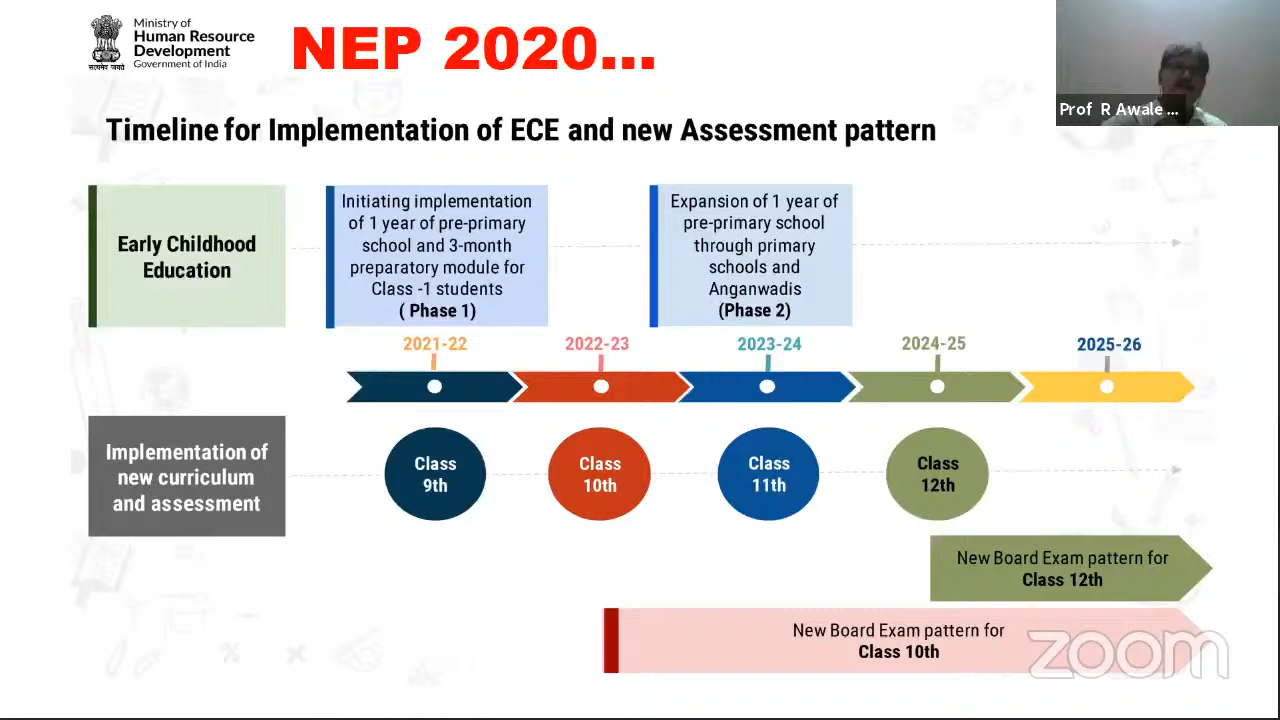 Ministry of
Human Resource
Development
Government of India
सत्यमेव जयते
NEP 2020...
Prof R Awale ...
Timeline for Implementation of ECE and new Assessment pattern
Early Childhood
Education
Initiating implementation
of 1 year of pre-primary
school and 3-month
preparatory module for
Class -1 students
( Phase 1)
Expansion of 1 year of
pre-primary school
through primary
schools and
Anganwadis
(Phase 2)
2021-22
2022-23
2023-24
2024-25
2025-26
Implementation of
new curriculum
and assessment
Class
9th
Class
10th
Class
11th
Class
12th
New Board Exam pattern for
Class 12th
New Board Exam pattern for
Class 10th
zoom